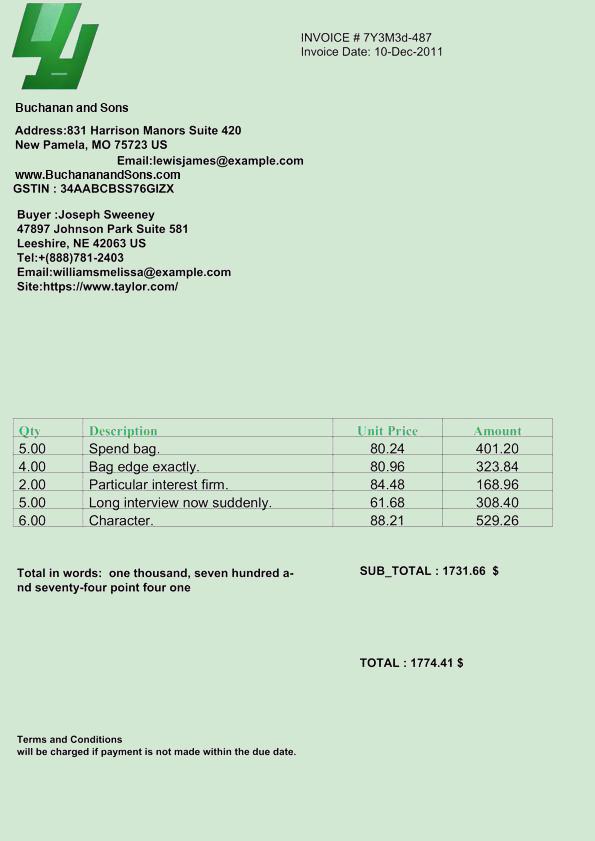 INVOICE # 7Y3M3d-487
Invoice Date: 10-Dec-2011
Buchanan and Sons
Address:831 Harrison Manors Suite 420
New Pamela, MO 75723 US
Email:lewisjames@example.com
www.BuchananandSons.com
GSTIN : 34AABCBSS76GIZX
Buyer :Joseph Sweeney
47897 Johnson Park Suite 581
Leeshire, NE 42063 US
Tel:+(888)781-2403
Email:williamsmelissa@example.com
Site:https://www.taylor.com/
Qty Description Unit Price Amount
5.00 Spend bag. 80.24 401.20
4.00 Bag edge exactly. 80.96 323.84
2.00 Particular interest firm. 84.48 168.96
5.00 Long interview now suddenly. 61.68 308.40
6.00 Character. 88.21 529.26
Total in words:  one thousand, seven hundred a-
nd seventy-four point four one
SUB_TOTAL : 1731.66  $
TOTAL : 1774.41 $
Terms and Conditions
will be charged if payment is not made within the due date.